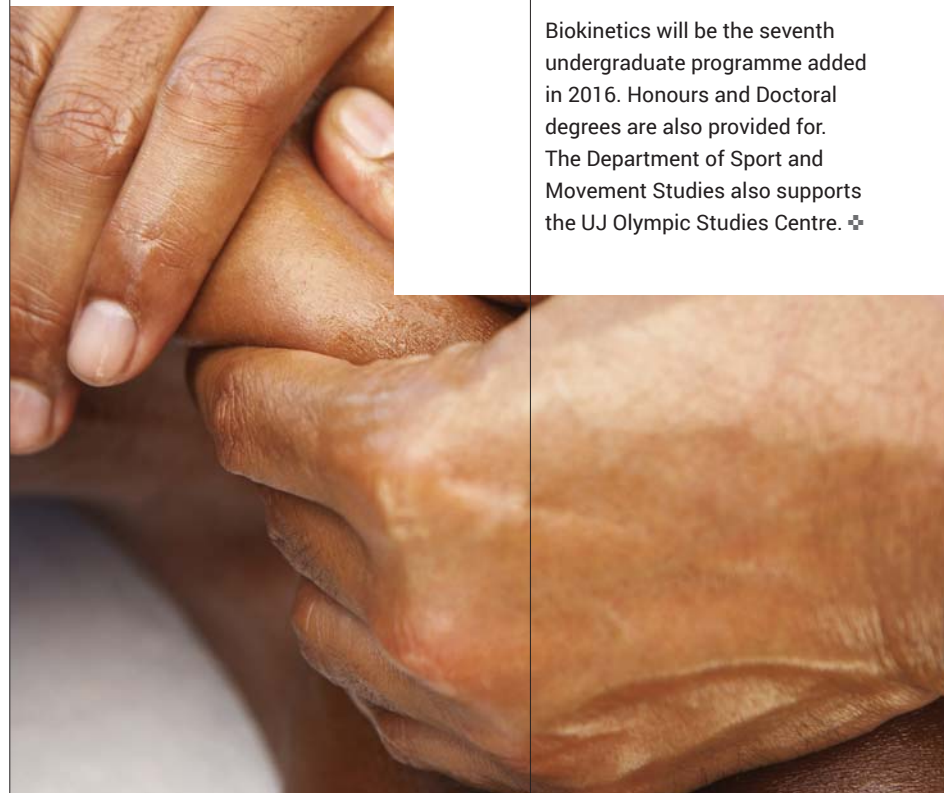 Biokinetics will be the seventh
undergraduate programme added
in 2016. Honours and Doctoral
degrees are also provided for.
The Department of Sport and
Movement Studies also supports
the UJ Olympic Studies Centre.